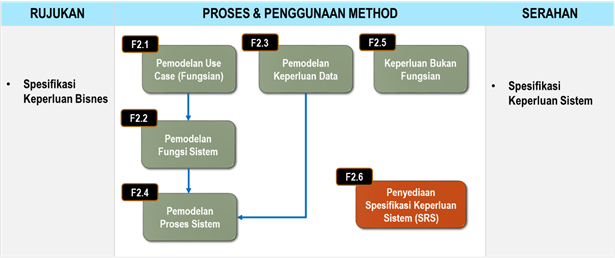 RUJUKAN
PROSES & PENGGUNAAN METHOD
SERAHAN
• Spesifikasi
Keperluan Bisnes
F2.1
Pemodelan Use
Case (Fungsian)
F2.3
Pemodelan
Keperluan Data
F2.5
Keperluan Bukan
Fungsian
F2.2
Pemodelan
Fungsi Sistem
F2.4
Pemodelan
Proses Sistem
F2.6
Penyediaan
Spesifikasi Keperluan
Sistem (SRS)
• Spesifikasi
Keperluan Sistem